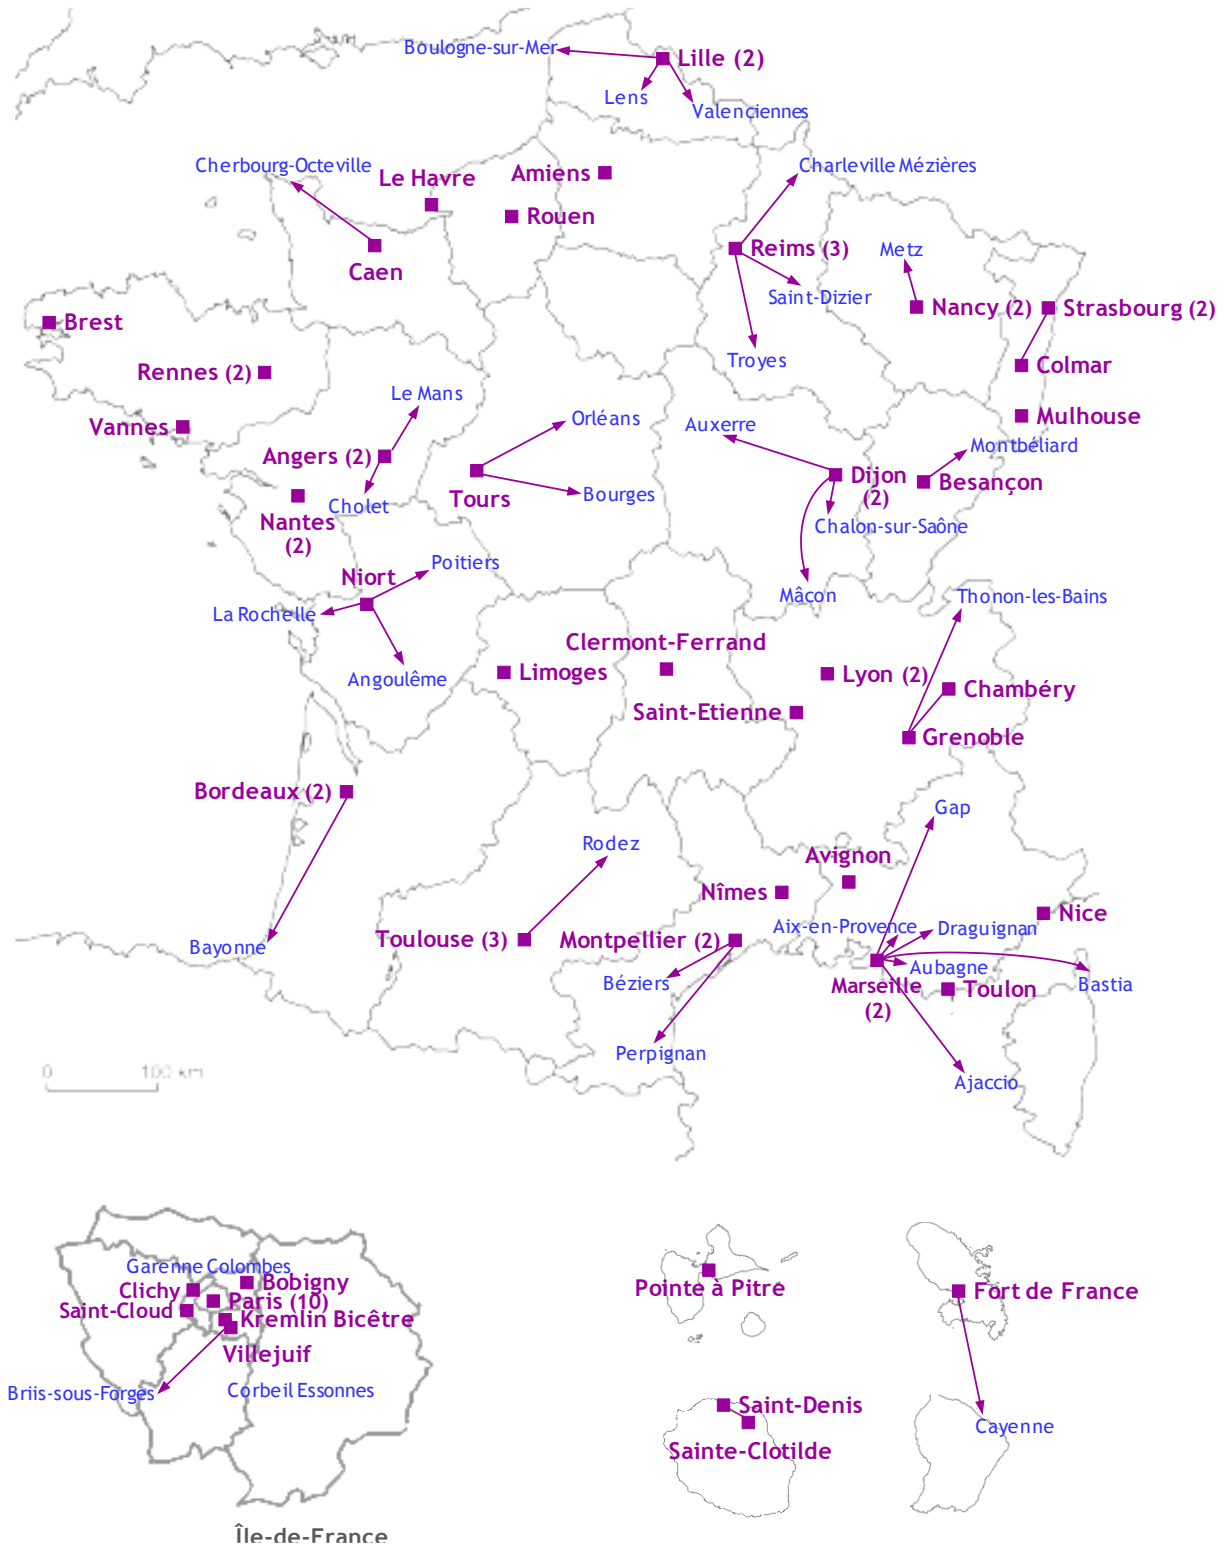 Boulogne-sur-Mer
Lille (2)
Lens
Valenciennes
Cherbourg-Octeville
Le Havre
Amiens
Charleville Mézières
Rouen
Caen
Reims (3)
Metz
Saint-Dizier
Nancy (2)
Strasbourg (2)
Brest
Troyes
Colmar
Rennes (2)
Le Mans
Vannes
Orléans
Auxerre
Mulhouse
Montbéliard
Angers (2)
Tours
Bourges
Dijon
(2)
Besançon
Cholet
Nantes
(2)
Chalon-sur-Saône
Niort
Poitiers
Mâcon
Thonon-les-Bains
La Rochelle
Clermont-Ferrand
Angoulême
Limoges
Lyon (2)
Chambéry
Saint-Etienne
Grenoble
Bordeaux (2)
Gap
Rodez
Avignon
Nîmes
Nice
Bayonne
Toulouse (3)
Montpellier (2)
Aix-en-Provence
Draguignan
Béziers
Aubagne
Marseille
(2)
Toulon
Bastia
Perpignan
Ajaccio
0
100 km
Garenne Colombes
Clichy
Bobigny
Saint-Cloud
Paris (10)
Kremlin Bicêtre
Villejuif
Briis-sous-Forges
Corbeil Essonnes
Île-de-France
Pointe à Pitre
Fort de France
Saint-Denis
Sainte-Clotilde
Cayenne